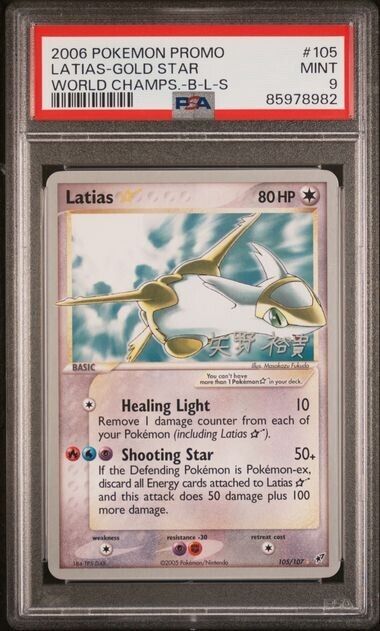 2006 POKEMON PROMO #105
LATIAS-GOLD STAR MINT
WORLD CHAMPS.-B-L-S 9
PSA 85978982
Latias ☆ 80 HP
矢野 裕貴
BASIC Illus. Masakazu Fukuda
You can't have
more than 1 Pokémon ☆ in your deck.
Healing Light 10
Remove 1 damage counter from each of
your Pokémon (including Latias ☆).
Shooting Star 50+
If the Defending Pokémon is Pokémon-ex,
discard all Energy cards attached to Latias ☆
and this attack does 50 damage plus 100
more damage.
weakness resistance -30 retreat cost
©2005 Pokémon/Nintendo 105/107